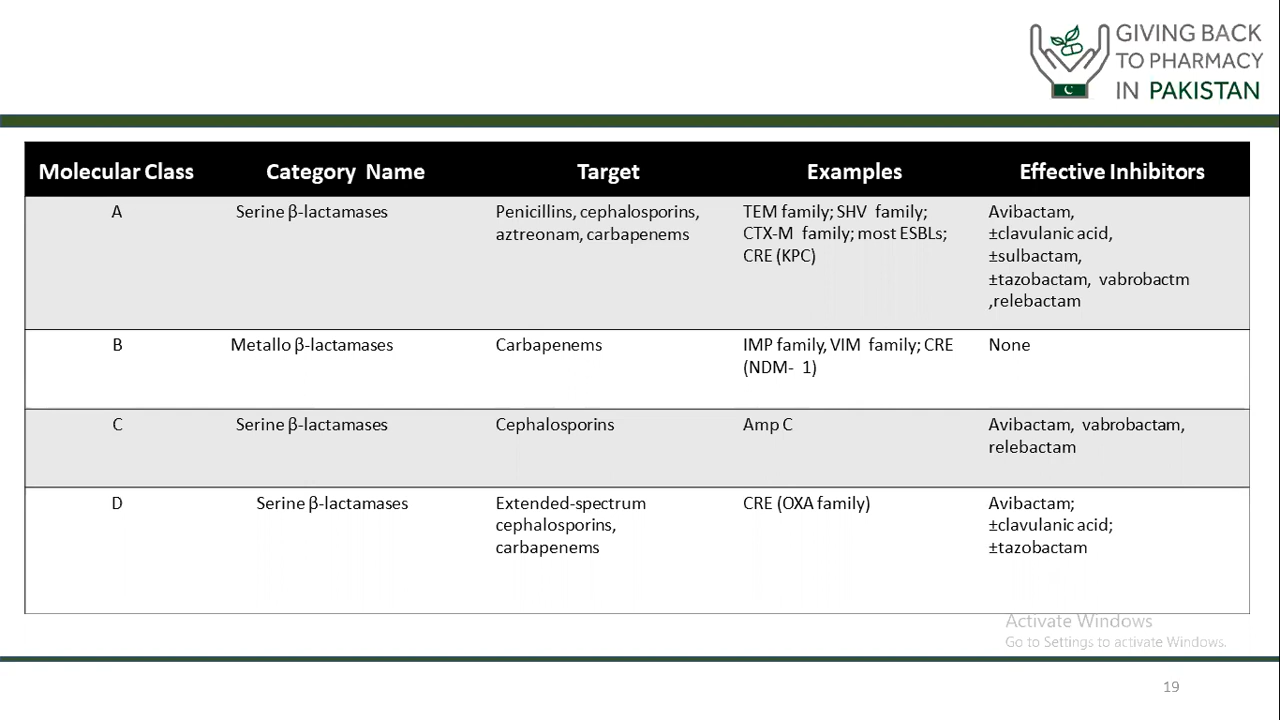 GIVING BACK
TO PHARMACY
IN PAKISTAN
Molecular Class Category Name Target Examples Effective Inhibitors
A
Serine β-lactamases
Penicillins, cephalosporins,
aztreonam, carbapenems
TEM family; SHV family;
CTX-M family; most ESBLs;
CRE (KPC)
Avibactam,
±clavulanic acid,
±sulbactam,
±tazobactam, vabrobactm
,relebactam
B
Metallo β-lactamases
Carbapenems
IMP family, VIM family; CRE
(NDM- 1)
None
C
Serine β-lactamases
Cephalosporins
Amp C
Avibactam, vabrobactam,
relebactam
D
Serine β-lactamases
Extended-spectrum
cephalosporins,
carbapenems
CRE (OXA family)
Avibactam;
±clavulanic acid;
±tazobactam
Activate Windows
Go to Settings to activate Windows.
19